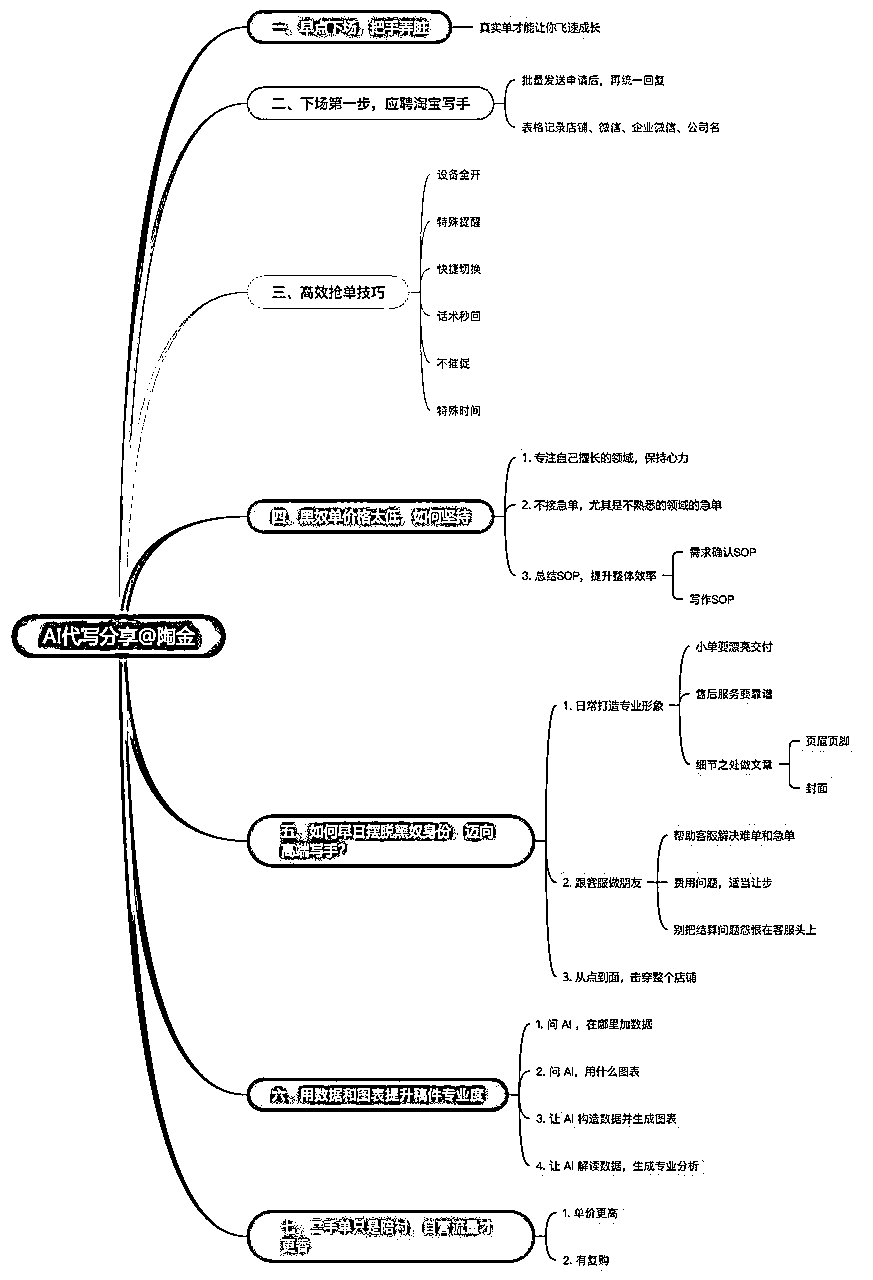 一、早点下场，把手弄脏
真实单才能让你飞速成长
二、下场第一步，应聘淘宝写手
批量发送申请后，再统一回复
表格记录店铺、微信、企业微信、公司名
三、高效抢单技巧
设备全开
特殊提醒
快捷切换
话术秒回
不催促
特殊时间
四、黑奴单价格太低，如何坚持
1. 专注自己擅长的领域，保持心力
2. 不接急单，尤其是不熟悉的领域的急单
3. 总结SOP，提升整体效率
需求确认SOP
写作SOP
AI代写分享@陶金
五、如何早日摆脱黑奴身份，迈向
高端写手？
1. 日常打造专业形象
小单要漂亮交付
售后服务要靠谱
细节之处做文章
页眉页脚
封面
2. 跟客服做朋友
帮助客服解决难单和急单
费用问题，适当让步
别把结算问题怨恨在客服头上
3. 从点到面，击穿整个店铺
六、用数据和图表提升稿件专业度
1. 问 AI ，在哪里加数据
2. 问 AI，用什么图表
3. 让 AI 构造数据并生成图表
4. 让 AI 解读数据，生成专业分析
七、二手单只是陪衬，自营流量才
更香
1. 单价更高
2. 有复购